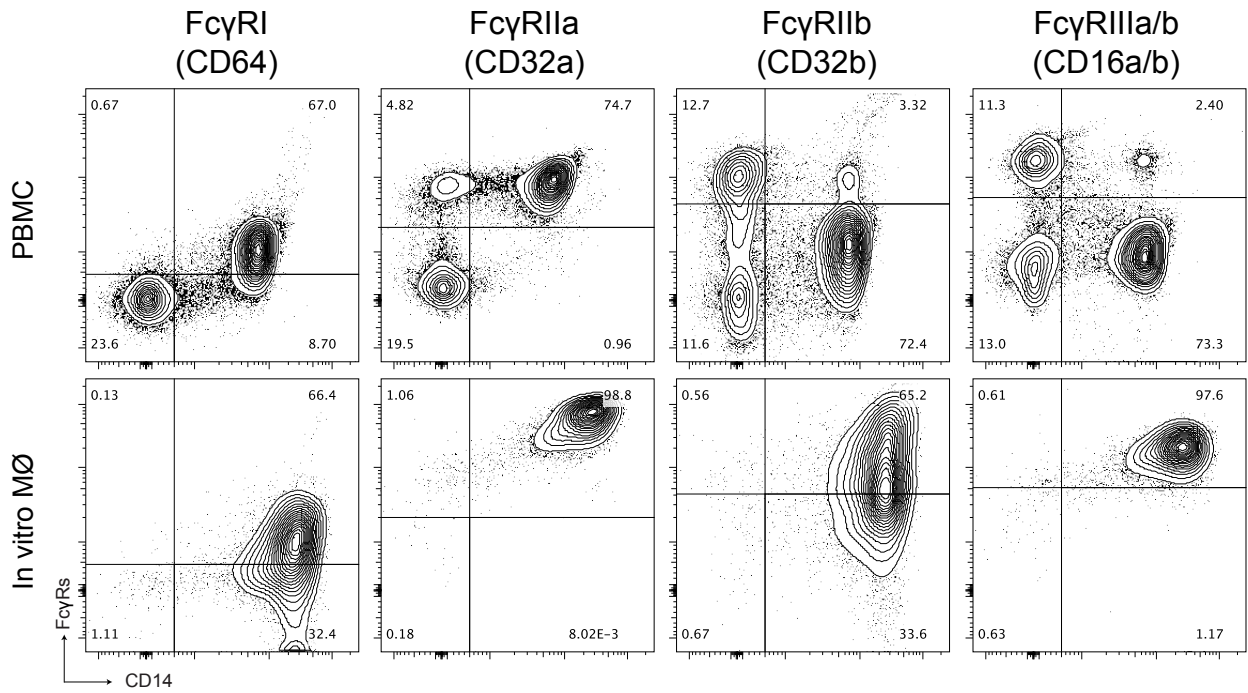 FcγRI FcγRIIa FcγRIIb FcγRIIIa/b
(CD64) (CD32a) (CD32b) (CD16a/b)
PBMC
0.67 67.0 4.82 74.7 12.7 3.32 11.3 2.40
23.6 8.70 19.5 0.96 11.6 72.4 13.0 73.3
In vitro MØ
0.13 66.4 1.06 98.8 0.56 65.2 0.61 97.6
1.11 32.4 0.18 8.02E-3 0.67 33.6 0.63 1.17
FcγRs
CD14